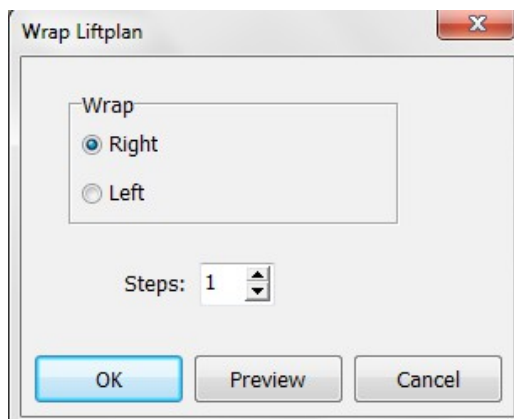 Wrap Liftplan
Wrap
Right
Left
Steps: 1
OK Preview Cancel